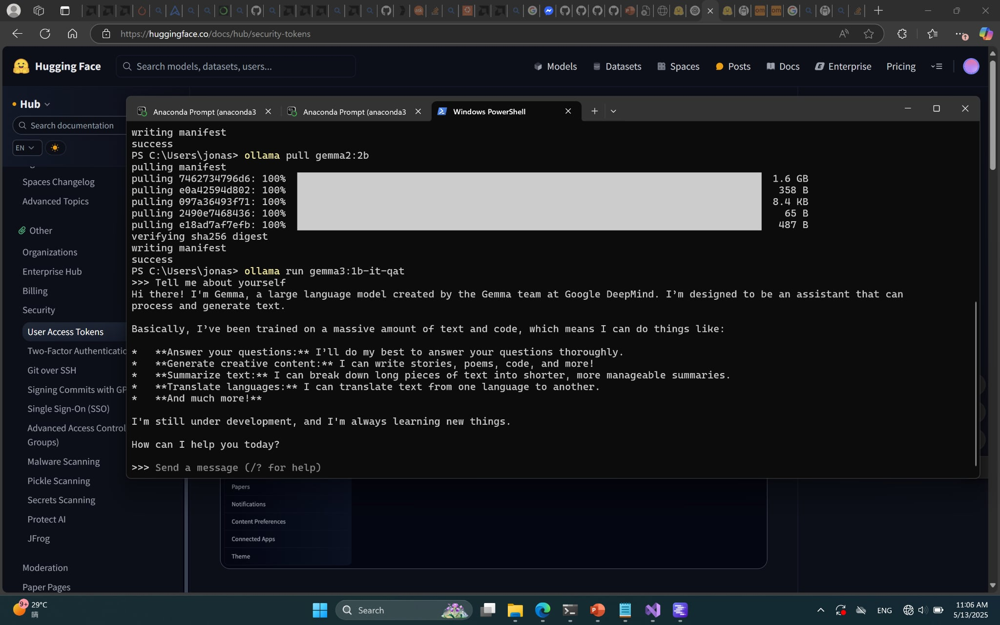 https://huggingface.co/docs/hub/security-tokens
Hugging Face
Search models, datasets, users...
Models
Datasets
Spaces
Posts
Docs
Enterprise
Pricing
Hub
Search documentation
EN
Spaces Changelog
Advanced Topics
Other
Organizations
Enterprise Hub
Billing
Security
User Access Tokens
Two-Factor Authenticatio
Git over SSH
Signing Commits with GP
Single Sign-On (SSO)
Advanced Access Control
Groups)
Malware Scanning
Pickle Scanning
Secrets Scanning
Protect AI
JFrog
Moderation
Paper Pages
Anaconda Prompt (anaconda3
Anaconda Prompt (anaconda3
Windows PowerShell
writing manifest
success
PS C:\Users\jonas> ollama pull gemma2:2b
pulling manifest
pulling 7462734796d6: 100% 1.6 GB
pulling e0a42594d802: 100% 358 B
pulling 097a36493f71: 100% 8.4 KB
pulling 2490e7468436: 100% 65 B
pulling e18ad7af7efb: 100% 487 B
verifying sha256 digest
writing manifest
success
PS C:\Users\jonas> ollama run gemma3:1b-it-qat
>>> Tell me about yourself
Hi there! I'm Gemma, a large language model created by the Gemma team at Google DeepMind. I’m designed to be an assistant that can
process and generate text.
Basically, I’ve been trained on a massive amount of text and code, which means I can do things like:
* **Answer your questions:** I’ll do my best to answer your questions thoroughly.
* **Generate creative content:** I can write stories, poems, code, and more!
* **Summarize text:** I can break down long pieces of text into shorter, more manageable summaries.
* **Translate languages:** I can translate text from one language to another.
* **And much more!**
I'm still under development, and I'm always learning new things.
How can I help you today?
>>> Send a message (/? for help)
Papers
Notifications
Content Preferences
Connected Apps
Theme
9+
29°C
晴
Search
ENG
11:06 AM
5/13/2025